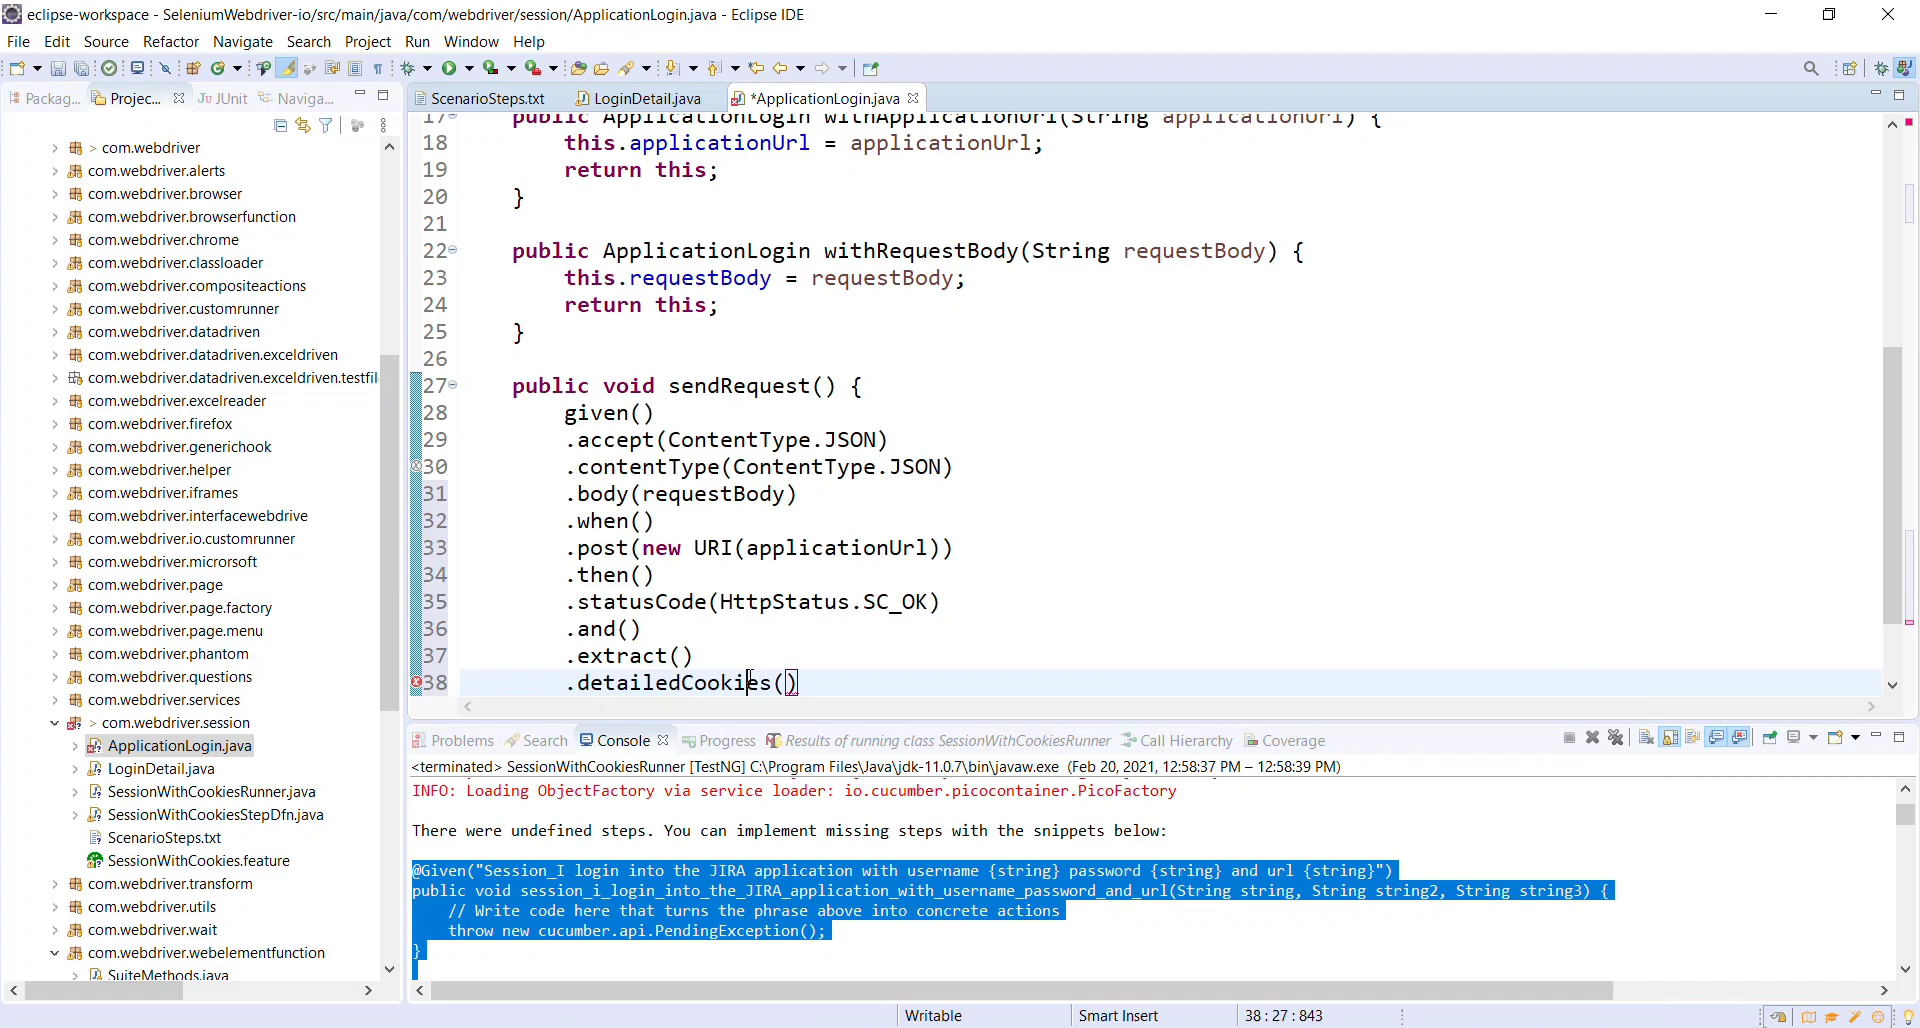 eclipse-workspace - SeleniumWebdriver-io/src/main/java/com/webdriver/session/ApplicationLogin.java - Eclipse IDE
File Edit Source Refactor Navigate Search Project Run Window Help
Packag... Projec... JUnit Naviga...
> com.webdriver
com.webdriver.alerts
com.webdriver.browser
com.webdriver.browserfunction
com.webdriver.chrome
com.webdriver.classloader
com.webdriver.compositeactions
com.webdriver.customrunner
com.webdriver.datadriven
com.webdriver.datadriven.exceldriven
com.webdriver.datadriven.exceldriven.testfil
com.webdriver.excelreader
com.webdriver.firefox
com.webdriver.generichook
com.webdriver.helper
com.webdriver.iframes
com.webdriver.interfacewebdrive
com.webdriver.io.customrunner
com.webdriver.microrsoft
com.webdriver.page
com.webdriver.page.factory
com.webdriver.page.menu
com.webdriver.phantom
com.webdriver.questions
com.webdriver.services
> com.webdriver.session
ApplicationLogin.java
LoginDetail.java
SessionWithCookiesRunner.java
SessionWithCookiesStepDfn.java
ScenarioSteps.txt
SessionWithCookies.feature
com.webdriver.transform
com.webdriver.utils
com.webdriver.wait
com.webdriver.webelementfunction
SuiteMethods.java
ScenarioSteps.txt LoginDetail.java *ApplicationLogin.java
17 public ApplicationLogin withApplicationUrl(String applicationUrl) {
18 this.applicationUrl = applicationUrl;
19 return this;
20 }
21
22 public ApplicationLogin withRequestBody(String requestBody) {
23 this.requestBody = requestBody;
24 return this;
25 }
26
27 public void sendRequest() {
28 given()
29 .accept(ContentType.JSON)
30 .contentType(ContentType.JSON)
31 .body(requestBody)
32 .when()
33 .post(new URI(applicationUrl))
34 .then()
35 .statusCode(HttpStatus.SC_OK)
36 .and()
37 .extract()
38 .detailedCookies()
Problems Search Console Progress Results of running class SessionWithCookiesRunner Call Hierarchy Coverage
<terminated> SessionWithCookiesRunner [TestNG] C:\Program Files\Java\jdk-11.0.7\bin\javaw.exe (Feb 20, 2021, 12:58:37 PM – 12:58:39 PM)
INFO: Loading ObjectFactory via service loader: io.cucumber.picocontainer.PicoFactory
There were undefined steps. You can implement missing steps with the snippets below:
@Given("Session_I login into the JIRA application with username {string} password {string} and url {string}")
public void session_i_login_into_the_JIRA_application_with_username_password_and_url(String string, String string2, String string3) {
// Write code here that turns the phrase above into concrete actions
throw new cucumber.api.PendingException();
}
Writable Smart Insert 38 : 27 : 843